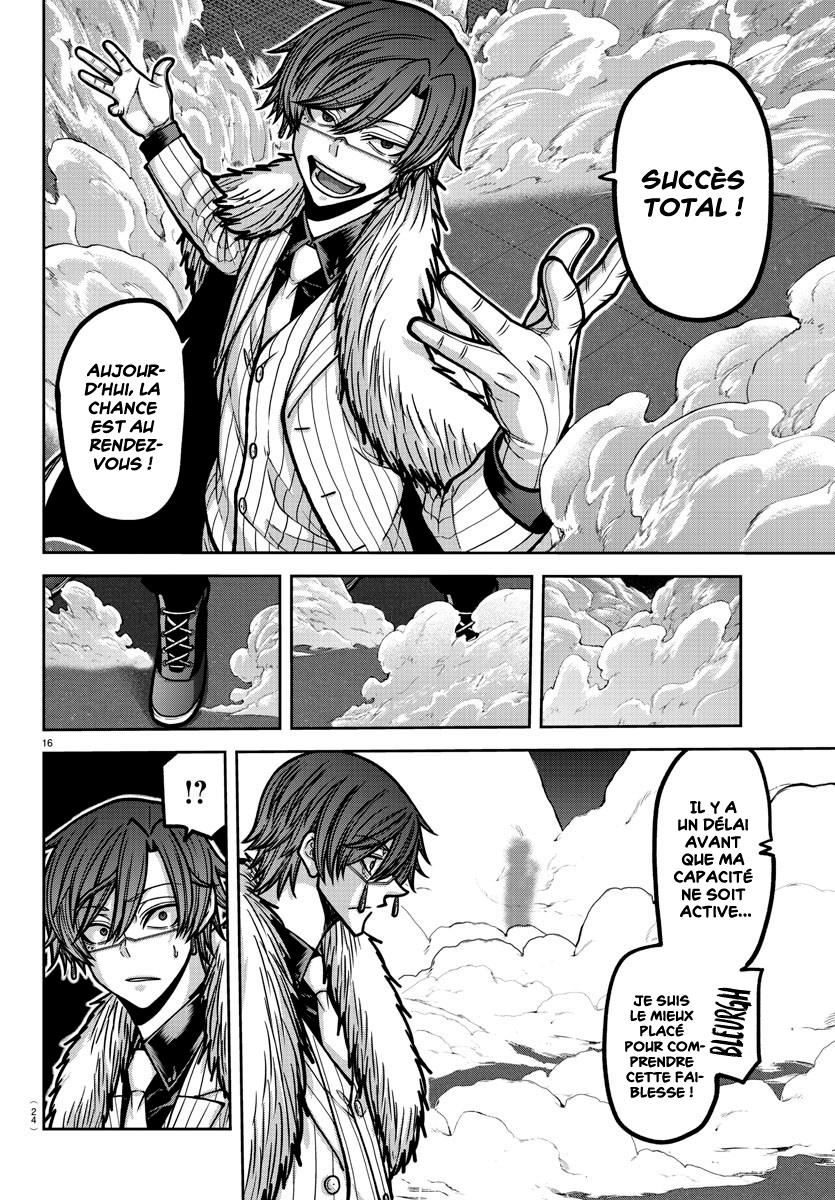 SUCCÈS
TOTAL !
AUJOUR-
D'HUI, LA
CHANCE
EST AU
RENDEZ-
VOUS !
16
IL Y A
UN DÉLAI
AVANT
QUE MA
CAPACITÉ
NE SOIT
ACTIVE...
BLEURGH
JE SUIS
LE MIEUX
PLACÉ
POUR COM-
PRENDRE
CETTE FAI-
BLESSE !
!?
(24)